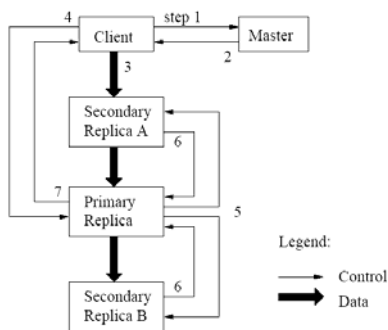 4
step 1
Client
Master
2
3
Secondary
Replica A
6
7
Primary
Replica
5
Legend:
6
Control
Secondary
Replica B
Data